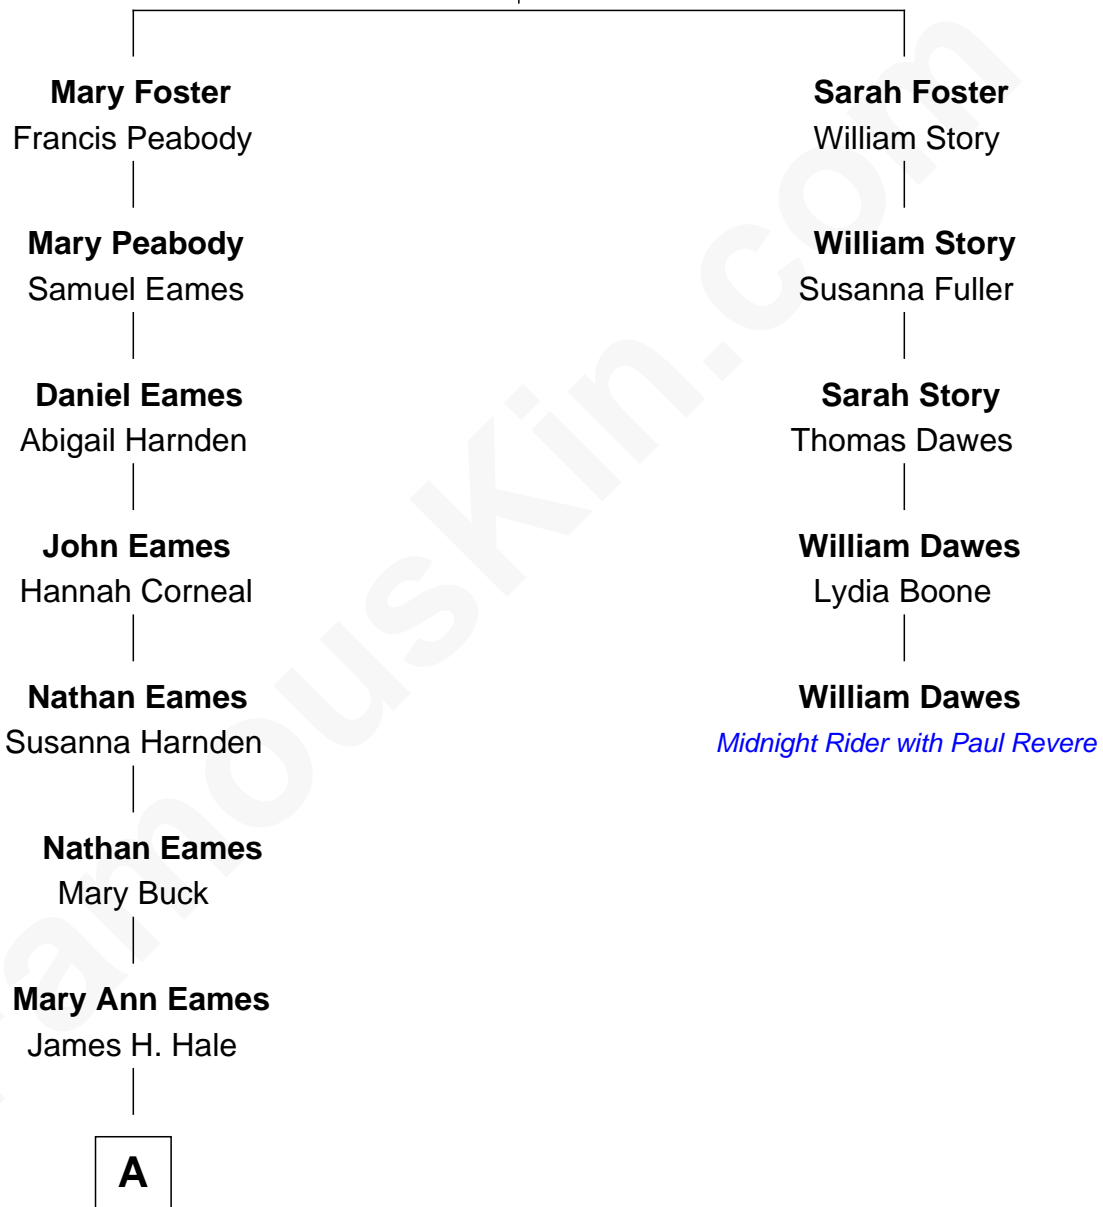 Mary Foster
Francis Peabody
Mary Peabody
Samuel Eames
Daniel Eames
Abigail Harnden
John Eames
Hannah Corneal
Nathan Eames
Susanna Harnden
Nathan Eames
Mary Buck
Mary Ann Eames
James H. Hale
A
Sarah Foster
William Story
William Story
Susanna Fuller
Sarah Story
Thomas Dawes
William Dawes
Lydia Boone
William Dawes
Midnight Rider with Paul Revere
FamousKin.com